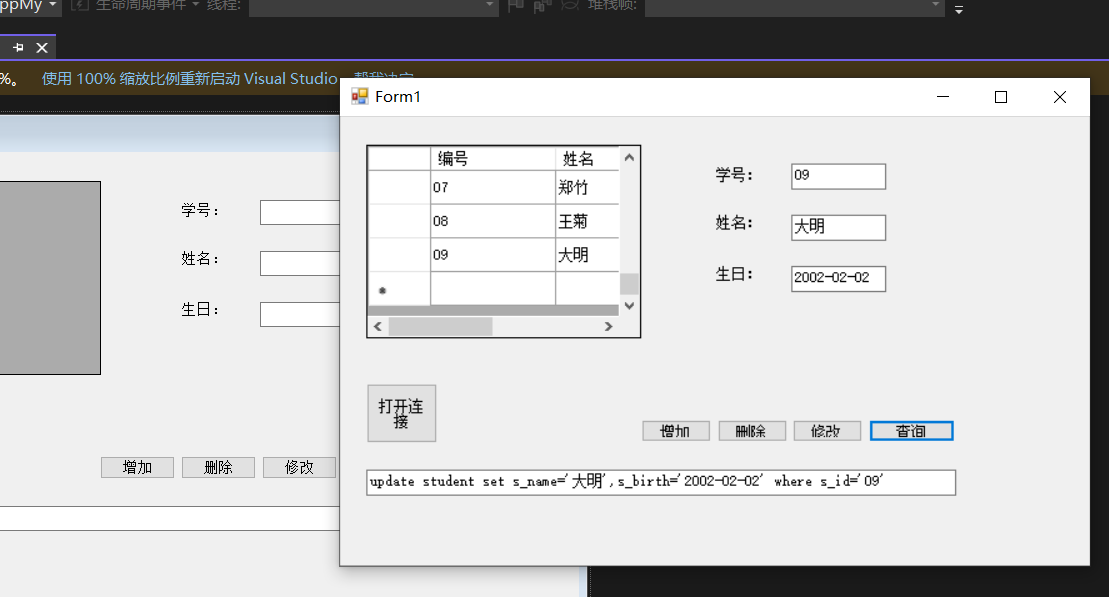 ppMy 生命周期事件 线程: 堆栈帧:
%。 使用 100% 缩放比例重新启动 Visual Studio 帮我决定
Form1
编号 姓名
07 郑竹
08 王菊
09 大明
学号: 09
姓名: 大明
生日: 2002-02-02
打开连
接
增加 删除 修改 查询
update student set s_name='大明',s_birth='2002-02-02' where s_id='09'
学号:
姓名:
生日:
增加 删除 修改